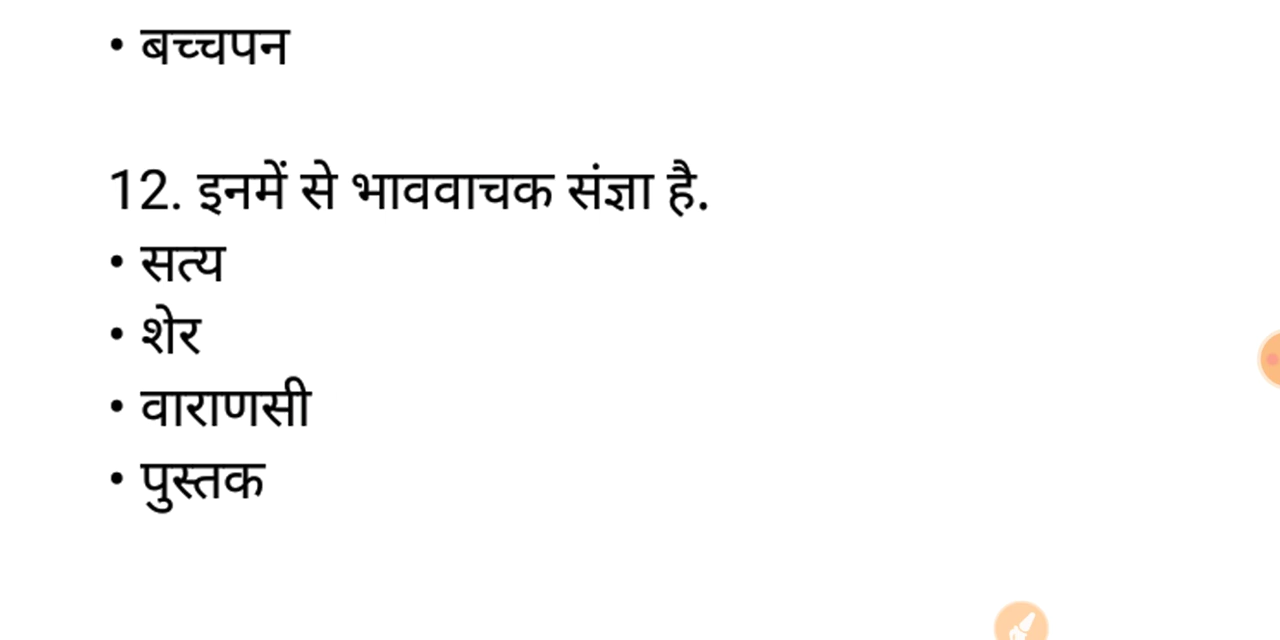 • बच्चपन
12. इनमें से भाववाचक संज्ञा है.
• सत्य
• शेर
• वाराणसी
• पुस्तक